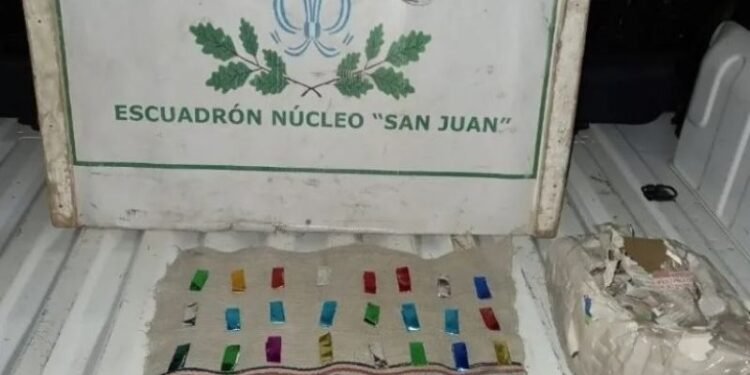 ESCUADRÓN NÚCLEO “SAN JUAN”